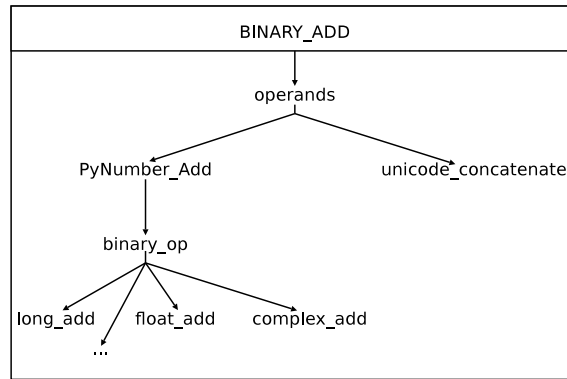 BINARY_ADD
operands
PyNumber_Add
unicode_concatenate
binary_op
long_add
float_add
complex_add
...